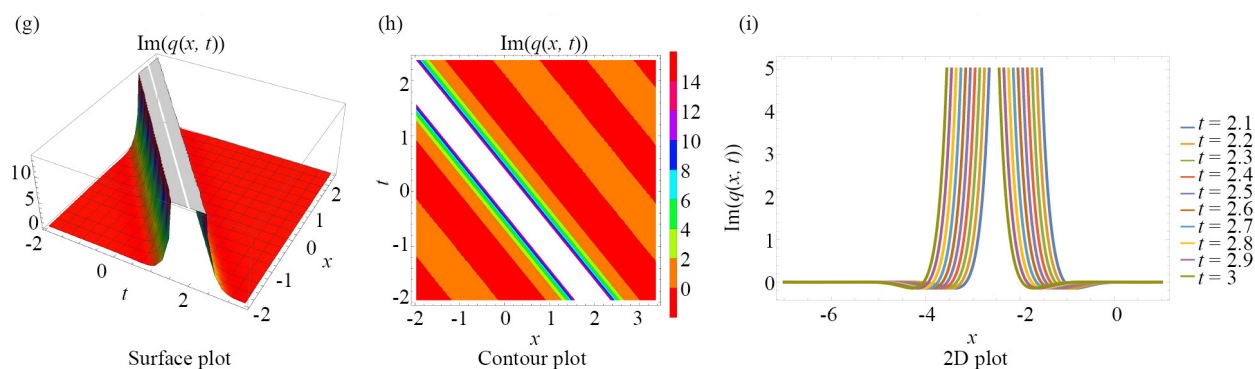 (g)
Im(q(x, t))
10
5
0
-2
0
t
2
-2
-1
0
x
1
2
Surface plot
(h)
Im(q(x, t))
2
1
t
0
-1
-2
-2 -1 0 1 2 3
x
14
12
10
8
6
4
2
0
Contour plot
(i)
5
4
3
2
1
0
Im(q(x, t))
-6 -4 -2 0
x
t = 2.1
t = 2.2
t = 2.3
t = 2.4
t = 2.5
t = 2.6
t = 2.7
t = 2.8
t = 2.9
t = 3
2D plot